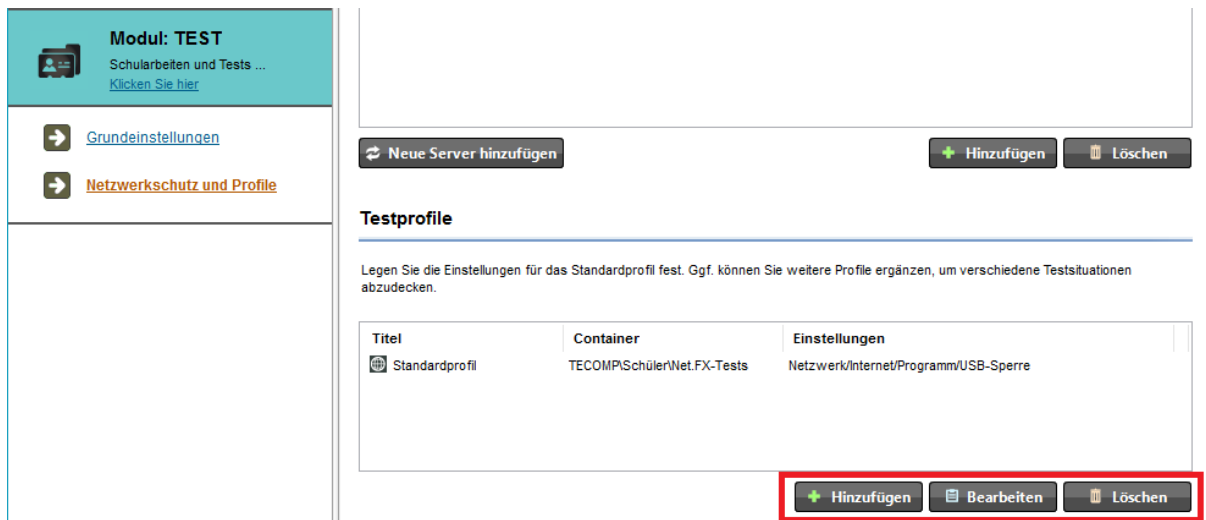 Modul: TEST
Schularbeiten und Tests ...
Klicken Sie hier
Grundeinstellungen
Netzwerkschutz und Profile
Neue Server hinzufügen
Hinzufügen
Löschen
Testprofile
Legen Sie die Einstellungen für das Standardprofil fest. Ggf. können Sie weitere Profile ergänzen, um verschiedene Testsituationen
abzudecken.
Titel Container Einstellungen
Standardprofil TECOMP\Schüler\Net.FX-Tests Netzwerk/Internet/Programm/USB-Sperre
Hinzufügen
Bearbeiten
Löschen